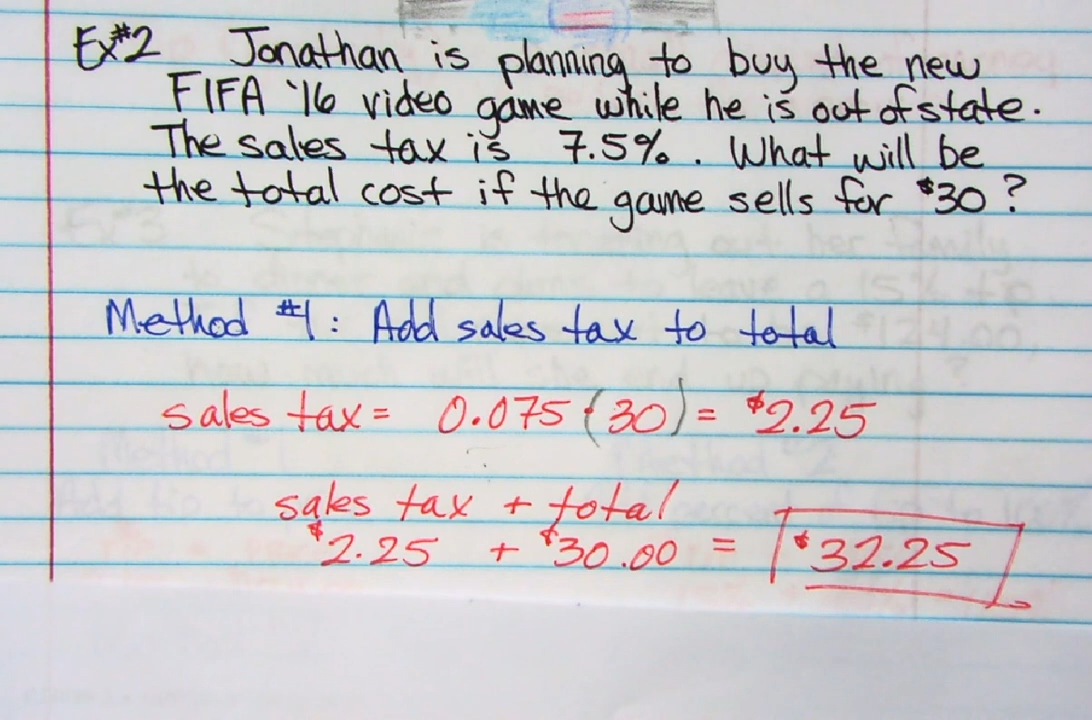 Ex#2 Jonathan is planning to buy the new
FIFA '16 video game while he is out of state.
The sales tax is 7.5%. What will be
the total cost if the game sells for $30?
Method #1: Add sales tax to total
sales tax = 0.075 (30) = $2.25
sales tax + total
$2.25 + $30.00 = $32.25